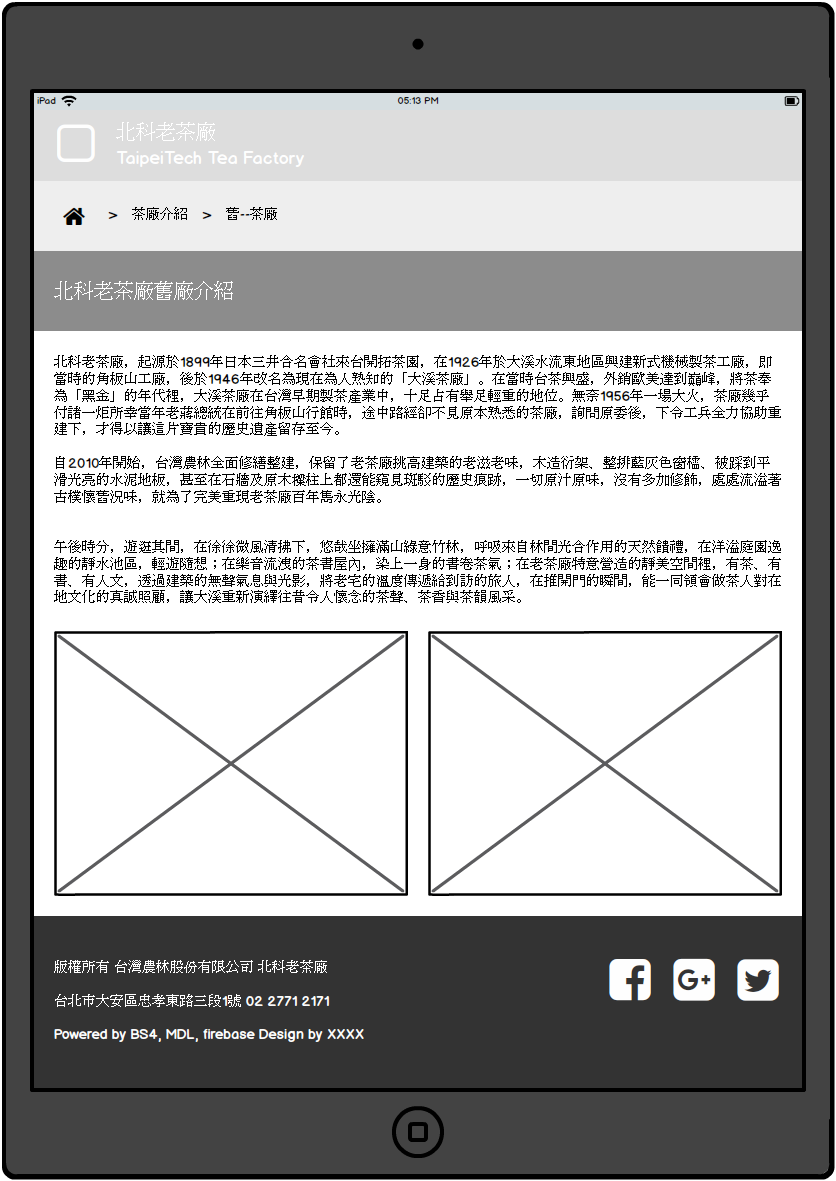 iPad
05:13 PM
北科老茶廠
TaipeiTech Tea Factory
> 茶廠介紹 > 舊--茶廠
北科老茶廠舊廠介紹
北科老茶廠，起源於1899年日本三井合名會社來台開拓茶園，在1926年於大溪水流東地區興建新式機械製茶工廠，即
當時的角板山工廠，後於1946年改名為現在為人熟知的「大溪茶廠」。在當時台茶興盛，外銷歐美達到巔峰，將茶奉
為「黑金」的年代裡，大溪茶廠在台灣早期製茶產業中，十足占有舉足輕重的地位。無奈1956年一場大火，茶廠幾乎
付諸一炬所幸當年老蔣總統在前往角板山行館時，途中路經卻不見原本熟悉的茶廠，詢問原委後，下令工兵全力協助重
建下，才得以讓這片寶貴的歷史遺產留存至今。
自2010年開始，台灣農林全面修繕整建，保留了老茶廠挑高建築的老滋老味，木造衍架、整排藍灰色窗櫺、被踩到平
滑光亮的水泥地板，甚至在石牆及原木樑柱上都還能窺見斑駁的歷史痕跡，一切原汁原味，沒有多加修飾，處處流溢著
古樸懷舊況味，就為了完美重現老茶廠百年雋永光陰。
午後時分，遊逛其間，在徐徐微風清拂下，悠哉坐擁滿山綠意竹林，呼吸來自林間光合作用的天然饋禮，在洋溢庭園逸
趣的靜水池區，輕遊隨想；在樂音流洩的茶書屋內，染上一身的書卷茶氣；在老茶廠特意營造的靜美空間裡，有茶、有
書、有人文，透過建築的無聲氣息與光影，將老宅的溫度傳遞給到訪的旅人，在推開門的瞬間，能一同領會做茶人對在
地文化的真誠照顧，讓大溪重新演繹往昔令人懷念的茶聲、茶香與茶韻風采。
版權所有 台灣農林股份有限公司 北科老茶廠
台北市大安區忠孝東路三段1號 02 2771 2171
Powered by BS4, MDL, firebase Design by XXXX